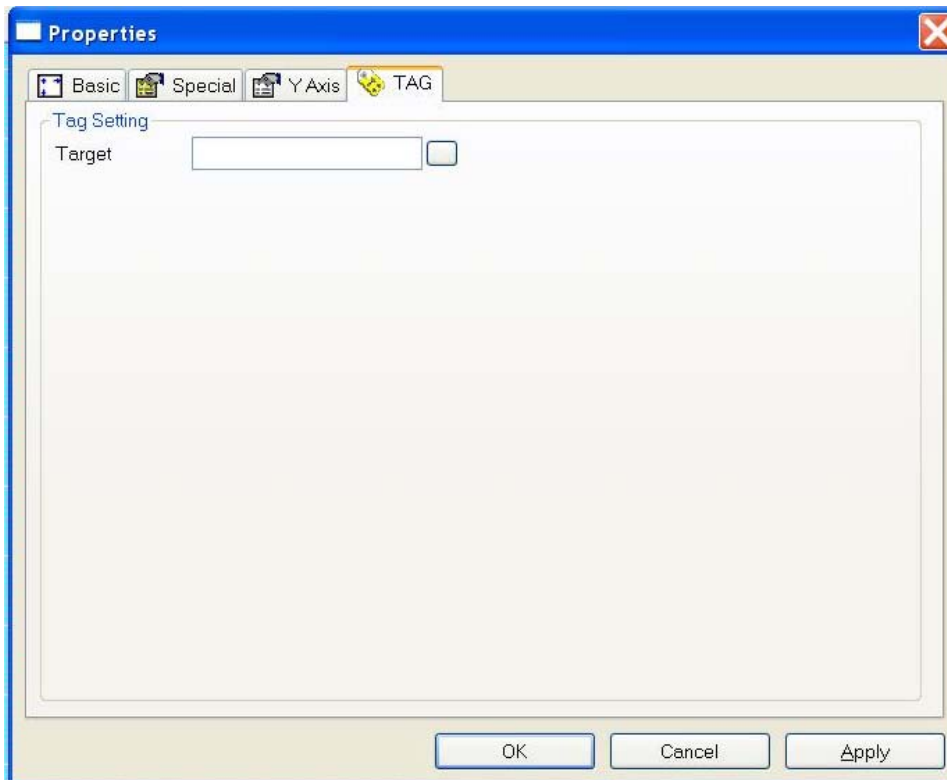 Properties
Basic Special Y Axis TAG
Tag Setting
Target
OK Cancel Apply